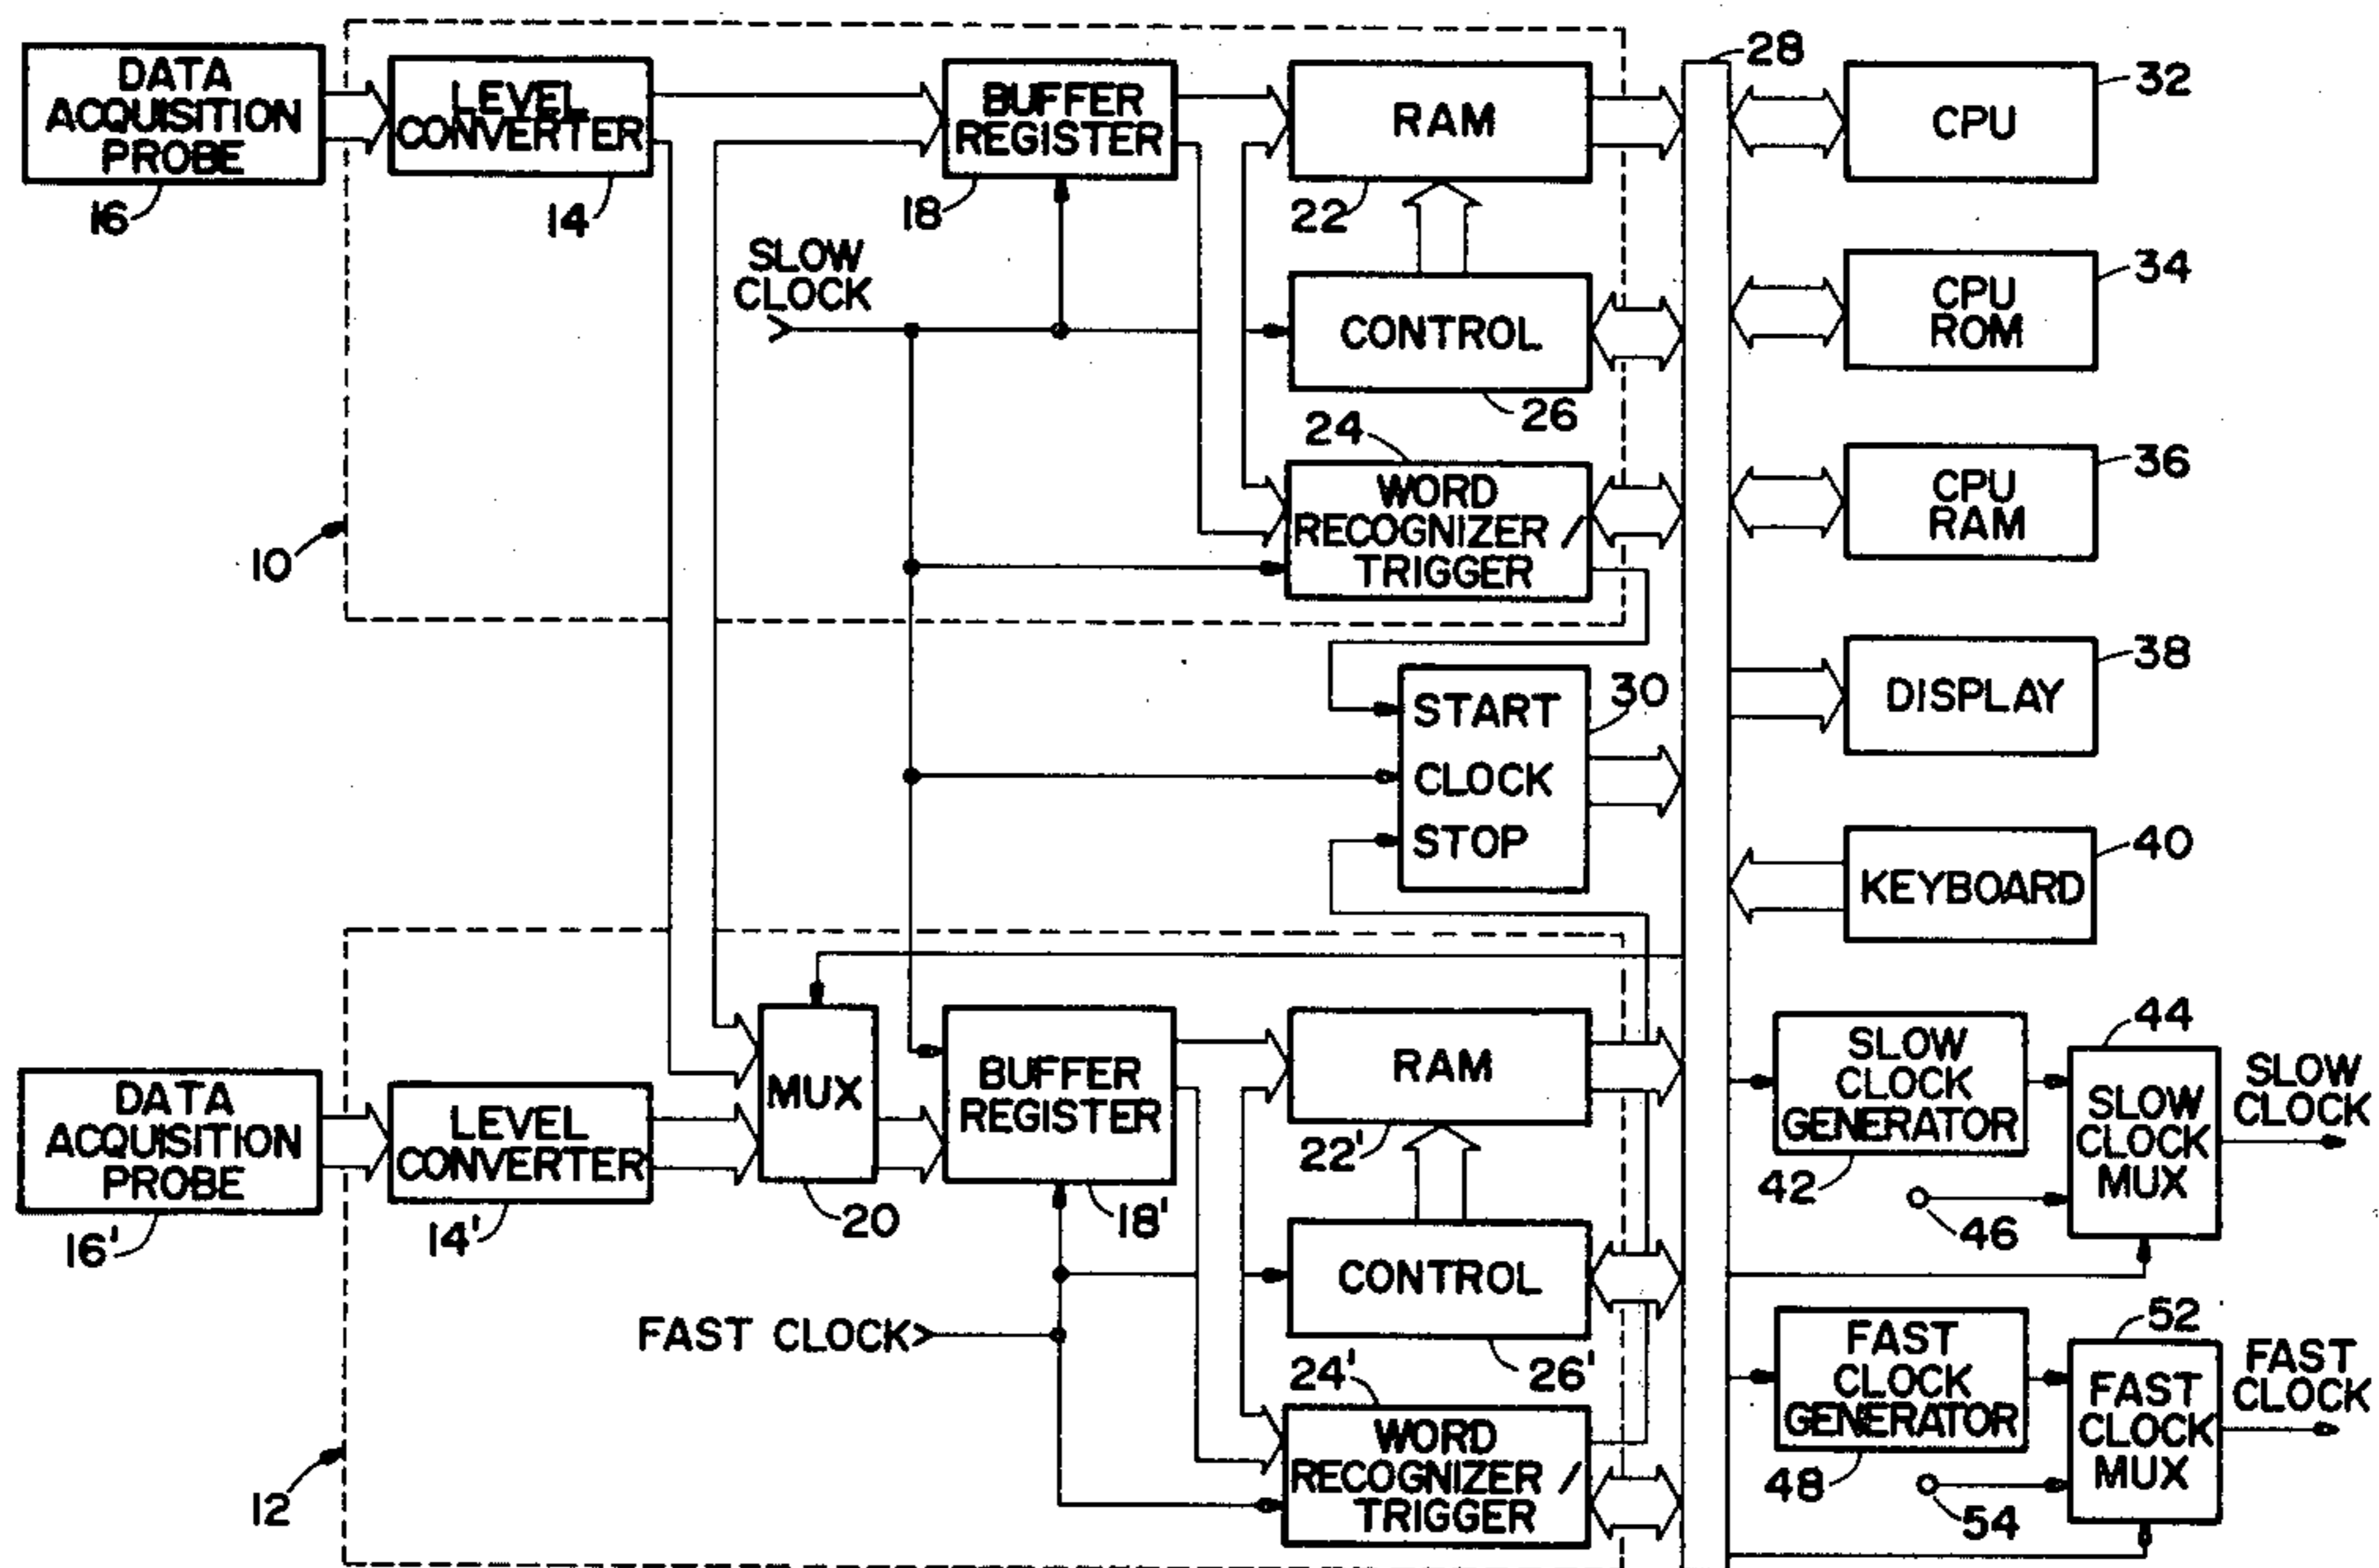 DATA
ACQUISITION
PROBE
16
LEVEL
CONVERTER
14
BUFFER
REGISTER
18
RAM
22
28
CPU
32
SLOW
CLOCK
CONTROL
26
CPU
ROM
34
24
WORD
RECOGNIZER /
TRIGGER
CPU
RAM
36
10
START
CLOCK
STOP
30
DISPLAY
38
KEYBOARD
40
DATA
ACQUISITION
PROBE
16'
LEVEL
CONVERTER
14'
MUX
20
BUFFER
REGISTER
18'
RAM
22'
SLOW
CLOCK
GENERATOR
42
44
SLOW
CLOCK
MUX
46
SLOW
CLOCK
FAST CLOCK
CONTROL
26'
24'
WORD
RECOGNIZER /
TRIGGER
FAST
CLOCK
GENERATOR
48
52
FAST
CLOCK
MUX
54
FAST
CLOCK
12